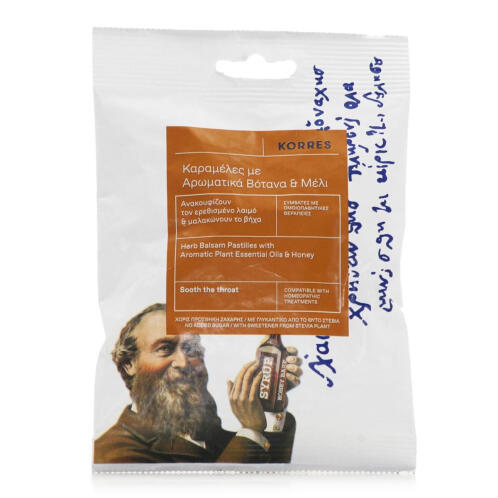 KORRES
Καραμέλες με
Αρωματικά Βότανα & Μέλι
Ανακουφίζουν
τον ερεθισμένο λαιμό
& μαλακώνουν το βήχα
ΣΥΜΒΑΤΕΣ ΜΕ
ΟΜΟΙΟΠΑΘΗΤΙΚΕΣ
ΘΕΡΑΠΕΙΕΣ
Herb Balsam Pastilles with
Aromatic Plant Essential Oils & Honey
Sooth the throat
COMPATIBLE WITH
HOMEOPATHIC
TREATMENTS
ΧΩΡΙΣ ΠΡΟΣΘΗΚΗ ΖΑΧΑΡΗΣ / ΜΕ ΓΛΥΚΑΝΤΙΚΟ ΑΠΟ ΤΟ ΦΥΤΟ ΣΤΕΒΙΑ
NO ADDED SUGAR / WITH SWEETENER FROM STEVIA PLANT
SYRUP
HONEY BASE